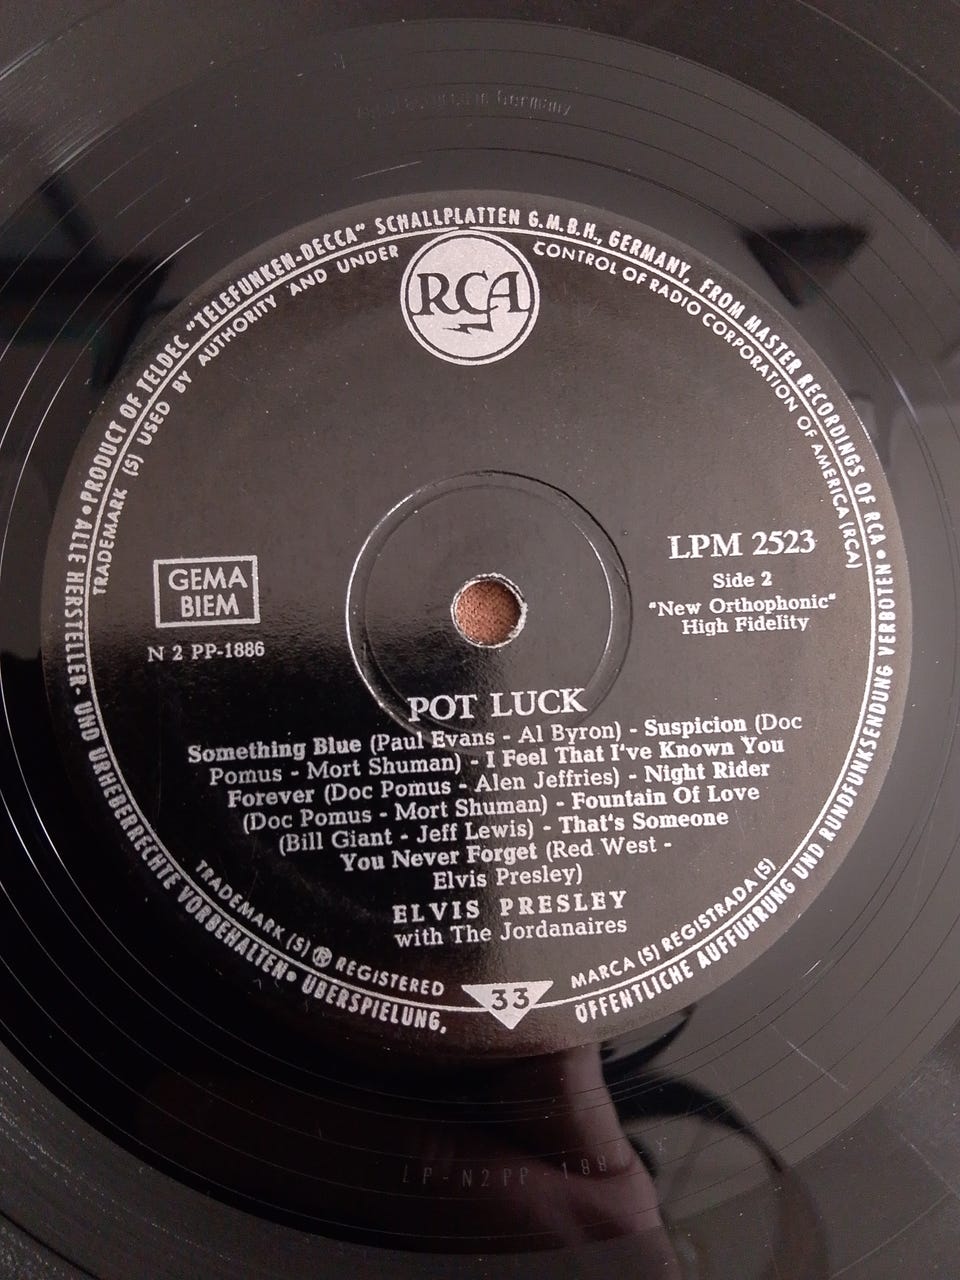 in Germany
• PRODUCT OF TELDEC "TELEFUNKEN-DECCA" SCHALLPLATTEN G.M.B.H., GERMANY, FROM MASTER RECORDINGS OF RCA •
TRADEMARK (S) USED BY AUTHORITY AND UNDER CONTROL OF RADIO CORPORATION OF AMERICA (RCA)
RCA
GEMA
BIEM
N 2 PP-1886
LPM 2523
Side 2
"New Orthophonic"
High Fidelity
POT LUCK
Something Blue (Paul Evans - Al Byron) - Suspicion (Doc
Pomus - Mort Shuman) - I Feel That I've Known You
Forever (Doc Pomus - Alen Jeffries) - Night Rider
(Doc Pomus - Mort Shuman) - Fountain Of Love
(Bill Giant - Jeff Lewis) - That's Someone
You Never Forget (Red West -
Elvis Presley)
ELVIS PRESLEY
with The Jordanaires
TRADEMARK (S) ® REGISTERED
33
MARCA (S) REGISTRADA (S)
ALLE HERSTELLER- UND URHEBERRECHTE VORBEHALTEN • ÜBERSPIELUNG, ÖFFENTLICHE AUFFÜHRUNG UND RUNDFUNKSENDUNG VERBOTEN
LP-N2PP-188